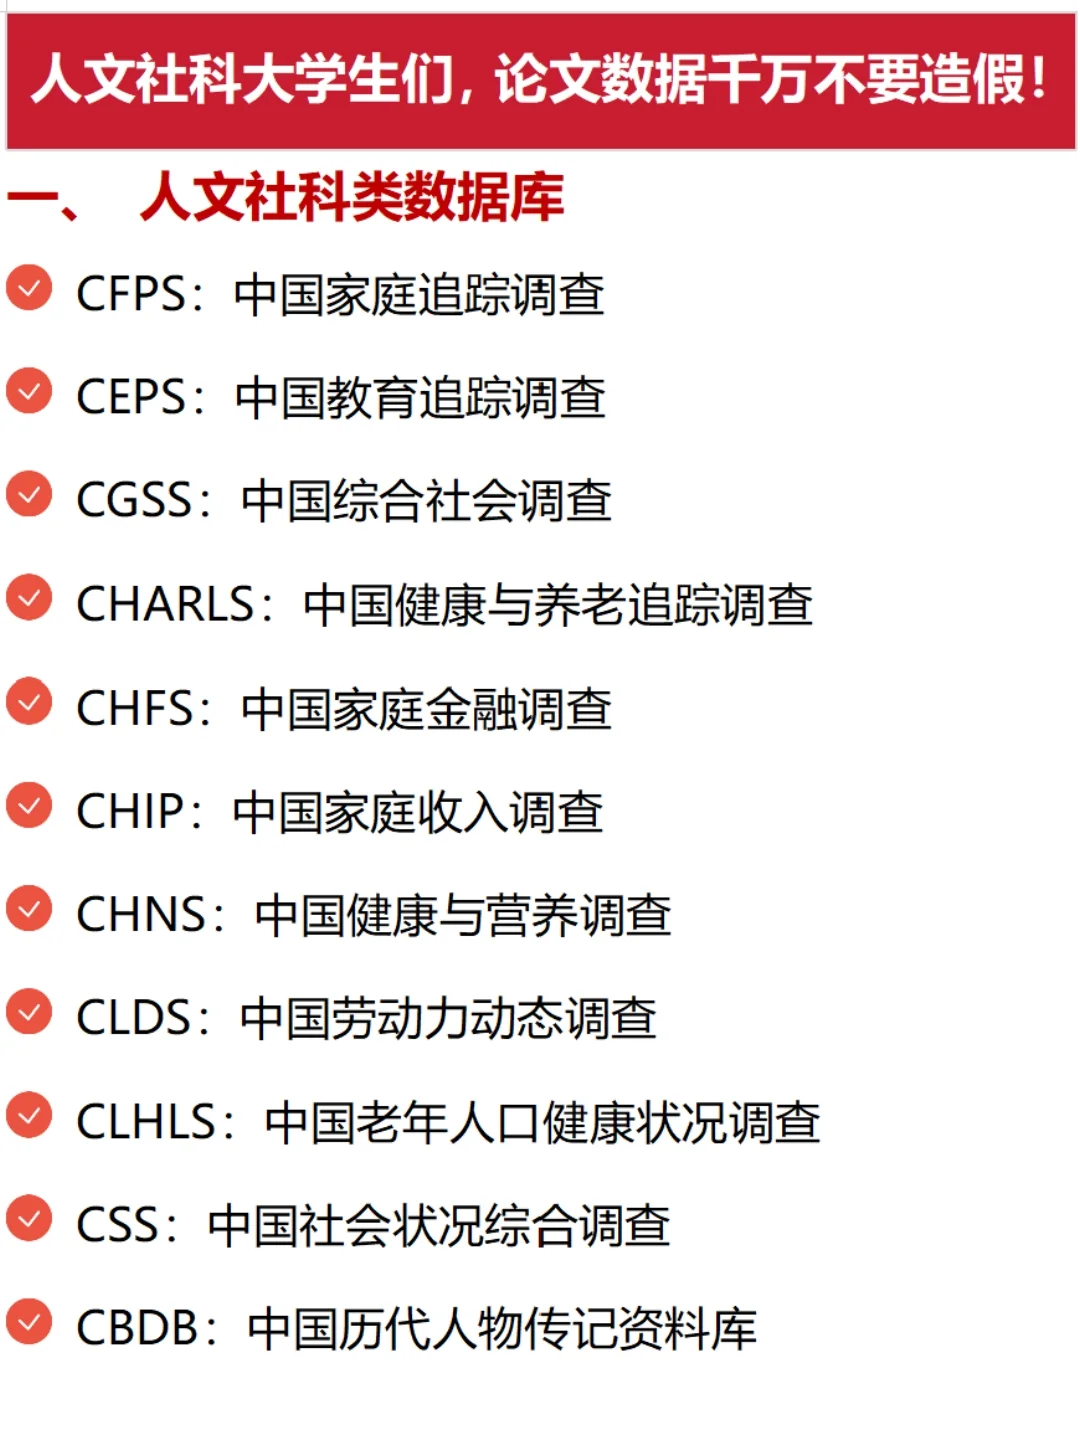 人文社科大学生们，论文数据千万不要造假！
一、 人文社科类数据库
CFPS：中国家庭追踪调查
CEPS：中国教育追踪调查
CGSS：中国综合社会调查
CHARLS：中国健康与养老追踪调查
CHFS：中国家庭金融调查
CHIP：中国家庭收入调查
CHNS：中国健康与营养调查
CLDS：中国劳动力动态调查
CLHLS：中国老年人口健康状况调查
CSS：中国社会状况综合调查
CBDB：中国历代人物传记资料库